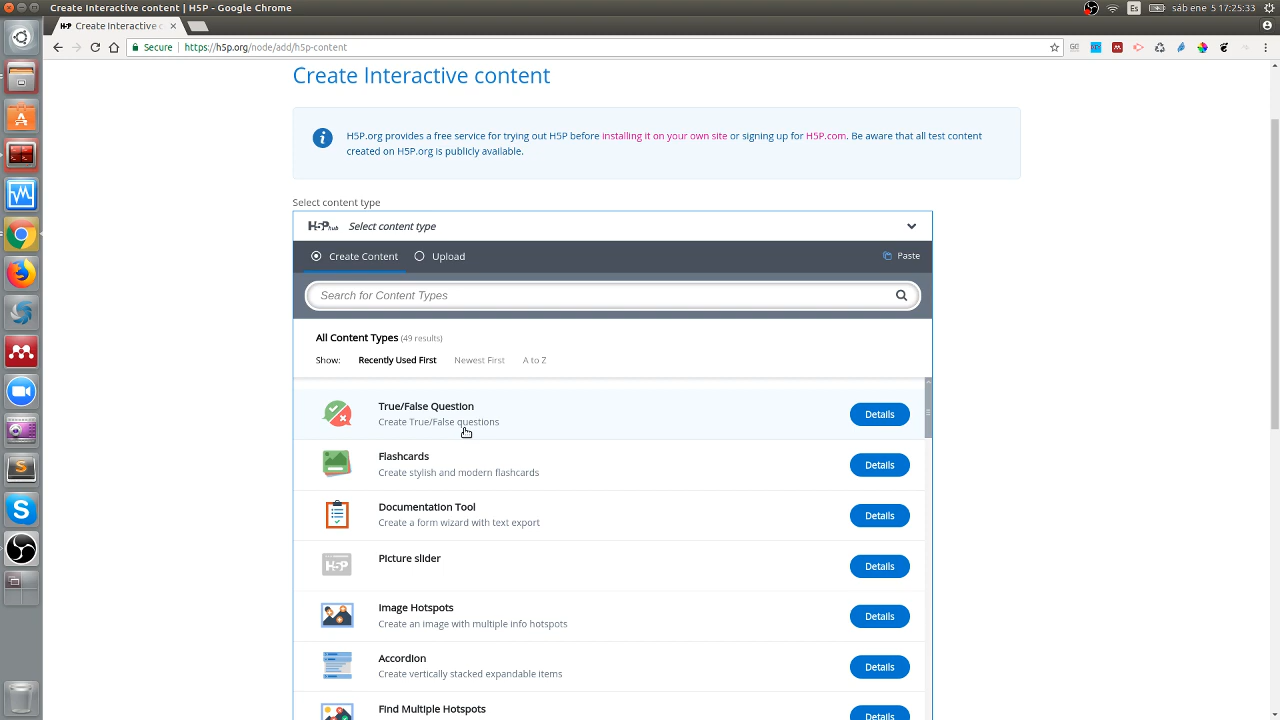 Create Interactive content | H5P - Google Chrome
Es
sáb ene 5 17:25:33
H5P Create Interactive c
Secure https://h5p.org/node/add/h5p-content
Create Interactive content
H5P.org provides a free service for trying out H5P before installing it on your own site or signing up for H5P.com. Be aware that all test content
created on H5P.org is publicly available.
Select content type
H5P hub Select content type
Create Content Upload Paste
Search for Content Types
All Content Types (49 results)
Show: Recently Used First Newest First A to Z
True/False Question
Create True/False questions
Details
Flashcards
Create stylish and modern flashcards
Details
Documentation Tool
Create a form wizard with text export
Details
H5P
Picture slider
Details
Image Hotspots
Create an image with multiple info hotspots
Details
Accordion
Create vertically stacked expandable items
Details
Find Multiple Hotspots
Details